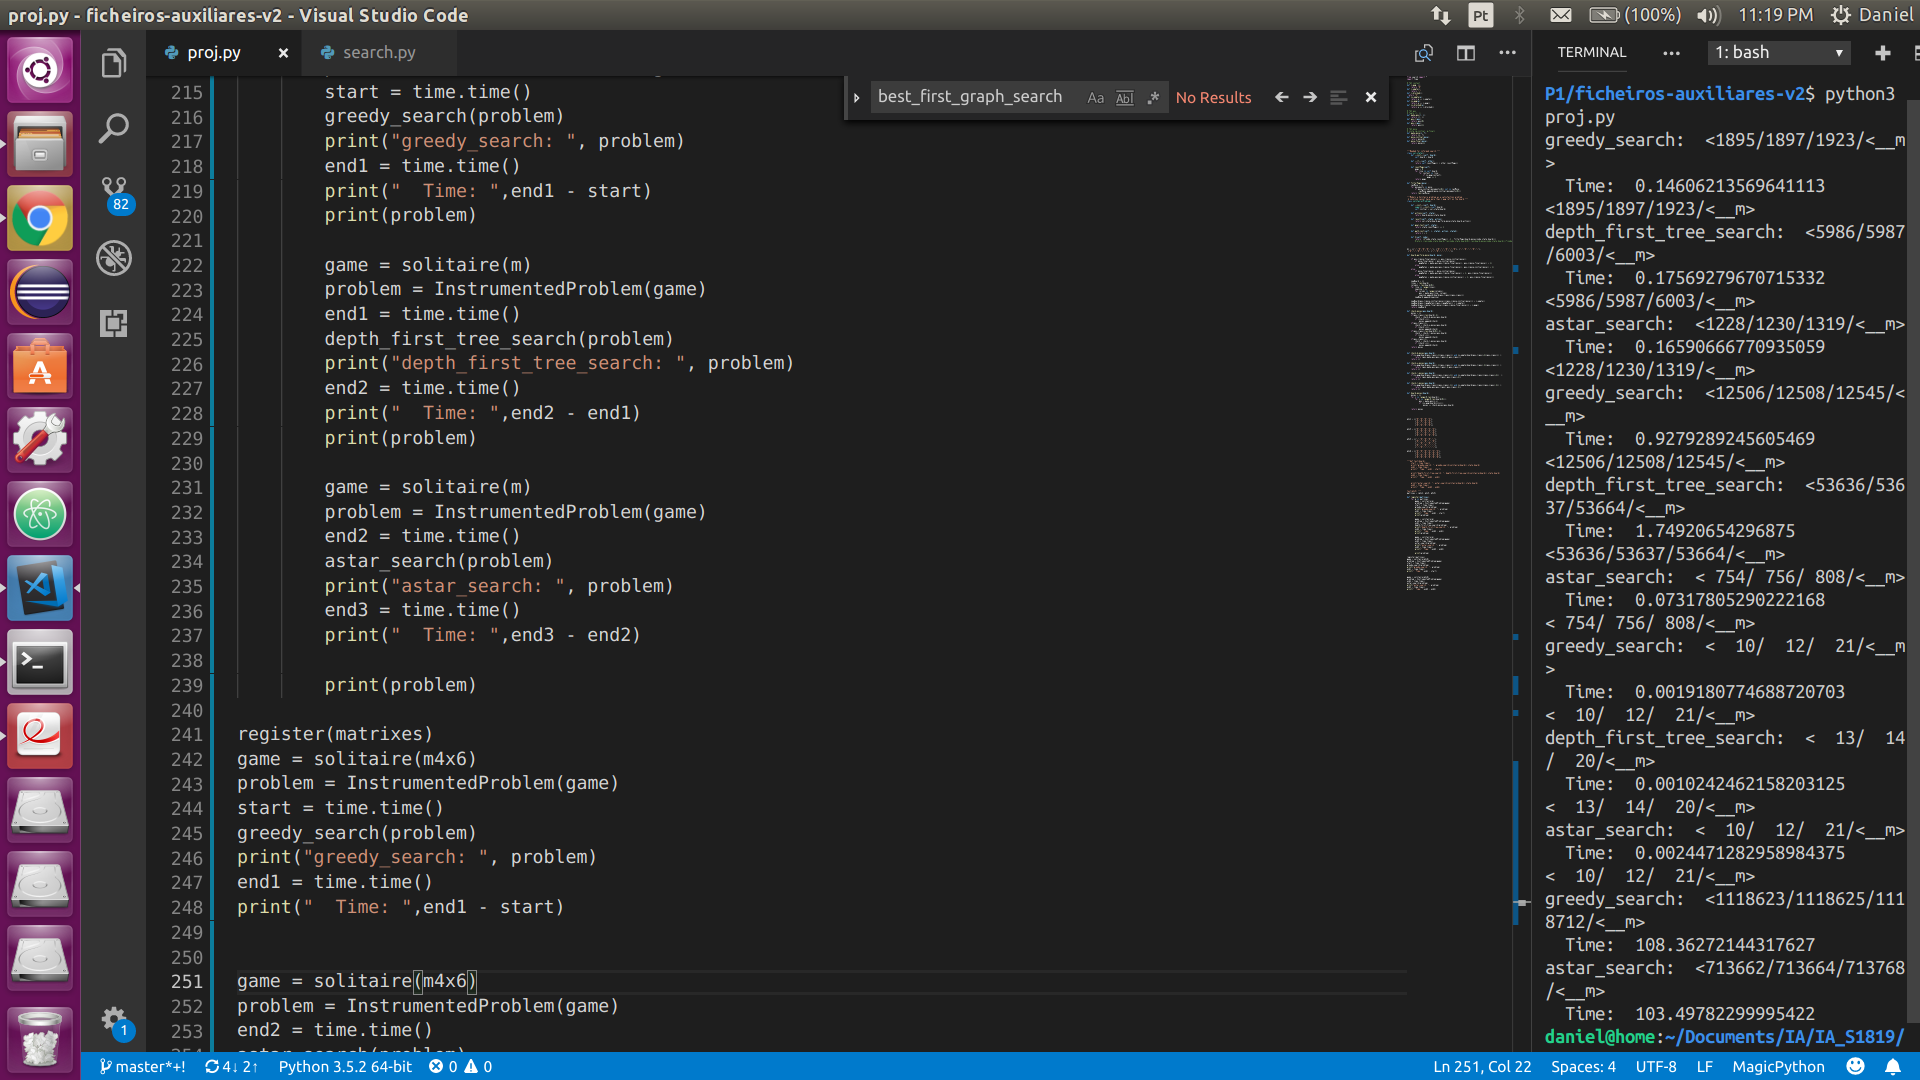 proj.py - ficheiros-auxiliares-v2 - Visual Studio Code
Pt (100%) 11:19 PM Daniel
proj.py
search.py
best_first_graph_search Aa Abl .* No Results
215 start = time.time()
216 greedy_search(problem)
217 print("greedy_search: ", problem)
218 end1 = time.time()
219 print("  Time: ",end1 - start)
220 print(problem)
221
222 game = solitaire(m)
223 problem = InstrumentedProblem(game)
224 end1 = time.time()
225 depth_first_tree_search(problem)
226 print("depth_first_tree_search: ", problem)
227 end2 = time.time()
228 print("  Time: ",end2 - end1)
229 print(problem)
230
231 game = solitaire(m)
232 problem = InstrumentedProblem(game)
233 end2 = time.time()
234 astar_search(problem)
235 print("astar_search: ", problem)
236 end3 = time.time()
237 print("  Time: ",end3 - end2)
238
239 print(problem)
240
241 register(matrixes)
242 game = solitaire(m4x6)
243 problem = InstrumentedProblem(game)
244 start = time.time()
245 greedy_search(problem)
246 print("greedy_search: ", problem)
247 end1 = time.time()
248 print("  Time: ",end1 - start)
249
250
251 game = solitaire(m4x6)
252 problem = InstrumentedProblem(game)
253 end2 = time.time()
TERMINAL ... 1: bash
P1/ficheiros-auxiliares-v2$ python3
proj.py
greedy_search:  <1895/1897/1923/<__m
>
  Time:  0.14606213569641113
<1895/1897/1923/<__m>
depth_first_tree_search:  <5986/5987
/6003/<__m>
  Time:  0.17569279670715332
<5986/5987/6003/<__m>
astar_search:  <1228/1230/1319/<__m>
  Time:  0.16590666770935059
<1228/1230/1319/<__m>
greedy_search:  <12506/12508/12545/<
__m>
  Time:  0.9279289245605469
<12506/12508/12545/<__m>
depth_first_tree_search:  <53636/536
37/53664/<__m>
  Time:  1.74920654296875
<53636/53637/53664/<__m>
astar_search:  < 754/ 756/ 808/<__m>
  Time:  0.07317805290222168
< 754/ 756/ 808/<__m>
greedy_search:  <  10/  12/  21/<__m
>
  Time:  0.0019180774688720703
<  10/  12/  21/<__m>
depth_first_tree_search:  <  13/  14
/  20/<__m>
  Time:  0.0010242462158203125
<  13/  14/  20/<__m>
astar_search:  <  10/  12/  21/<__m>
  Time:  0.0024471282958984375
<  10/  12/  21/<__m>
greedy_search:  <1118623/1118625/111
8712/<__m>
  Time:  108.36272144317627
astar_search:  <713662/713664/713768
/<__m>
  Time:  103.49782299995422
daniel@home:~/Documents/IA/IA_S1819/
82
1
master*+! 4↓ 2↑ Python 3.5.2 64-bit 0 0 Ln 251, Col 22 Spaces: 4 UTF-8 LF MagicPython